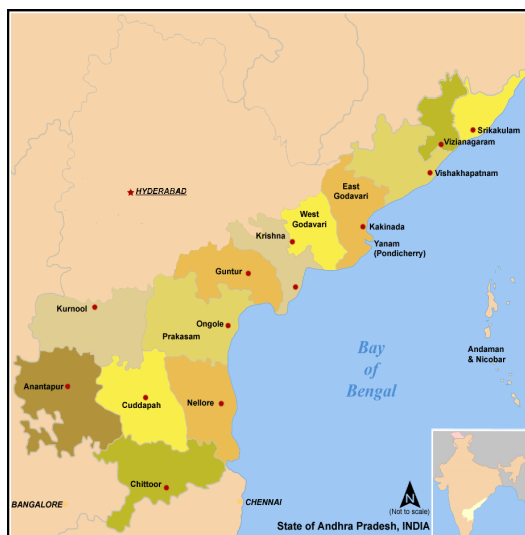 Srikakulam
Vizianagaram
Vishakhapatnam
HYDERABAD
East
Godavari
West
Godavari
Kakinada
Krishna
Yanam
(Pondicherry)
Guntur
Kurnool
Ongole
Prakasam
Bay
of
Bengal
Andaman
& Nicobar
Anantapur
Cuddapah
Nellore
Chittoor
BANGALORE
CHENNAI
N
(Not to scale)
State of Andhra Pradesh, INDIA